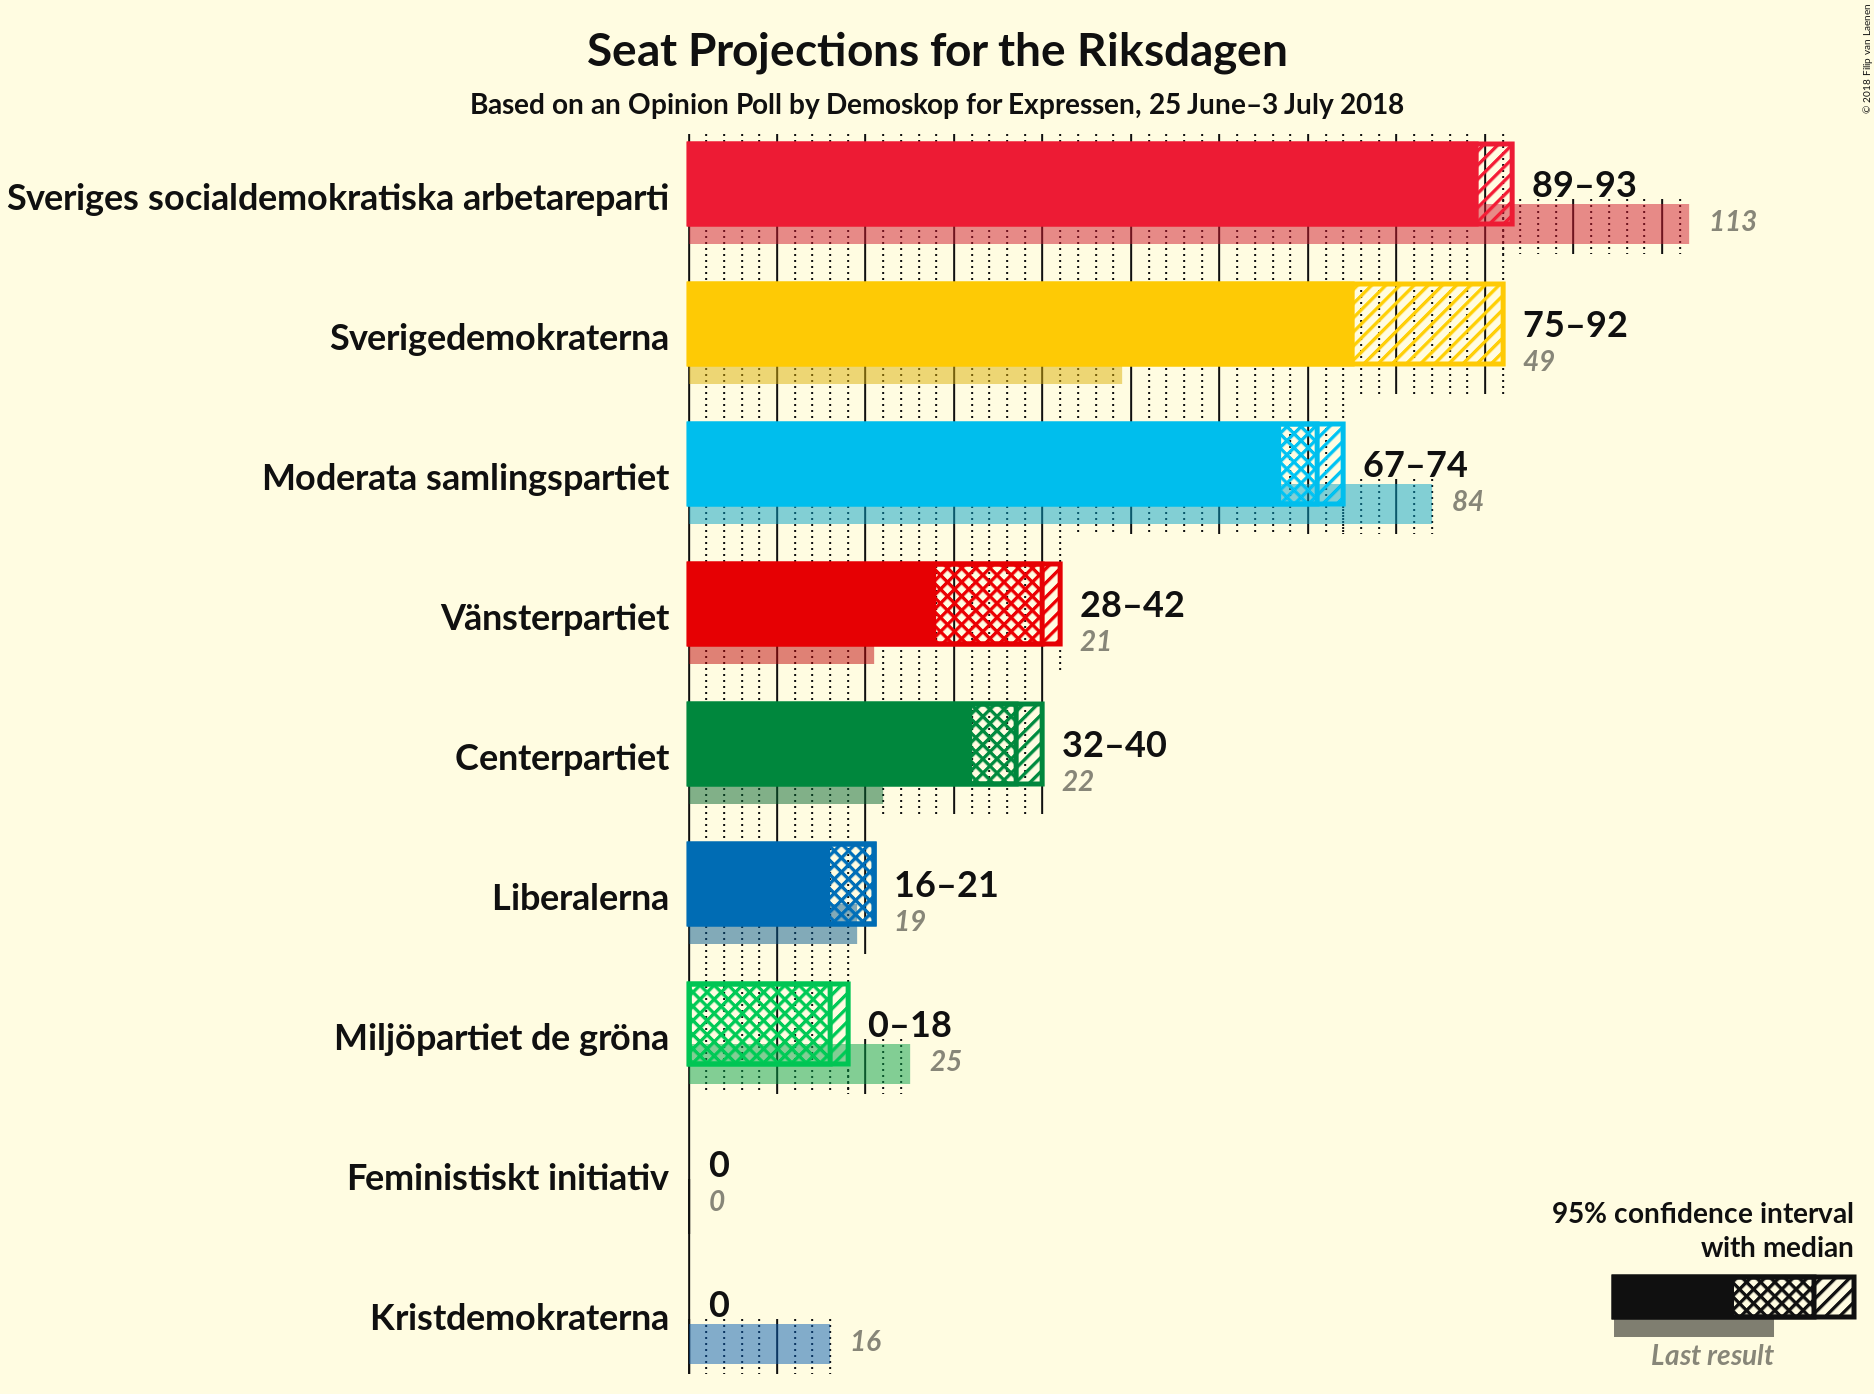 Seat Projections for the Riksdagen
Based on an Opinion Poll by Demoskop for Expressen, 25 June–3 July 2018
© 2018 Filip van Laenen
Sveriges socialdemokratiska arbetareparti
89–93
113
Sverigedemokraterna
75–92
49
Moderata samlingspartiet
67–74
84
Vänsterpartiet
28–42
21
Centerpartiet
32–40
22
Liberalerna
16–21
19
Miljöpartiet de gröna
0–18
25
Feministiskt initiativ
0
0
Kristdemokraterna
0
16
95% confidence interval
with median
Last result